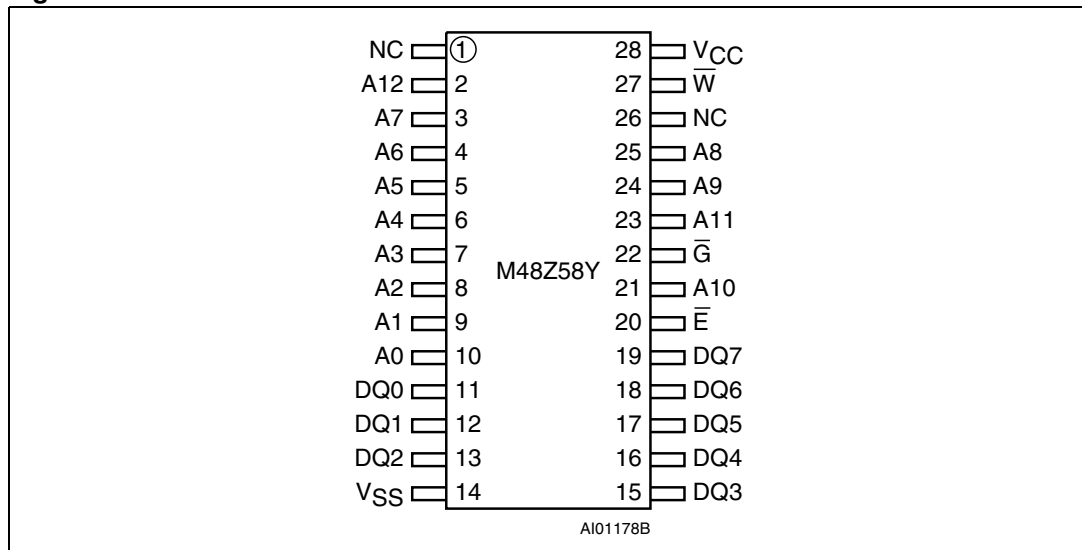 NC 1 28 VCC
A12 2 27 W̅
A7 3 26 NC
A6 4 25 A8
A5 5 24 A9
A4 6 23 A11
A3 7 22 G̅
M48Z58Y
A2 8 21 A10
A1 9 20 E̅
A0 10 19 DQ7
DQ0 11 18 DQ6
DQ1 12 17 DQ5
DQ2 13 16 DQ4
VSS 14 15 DQ3
AI01178B